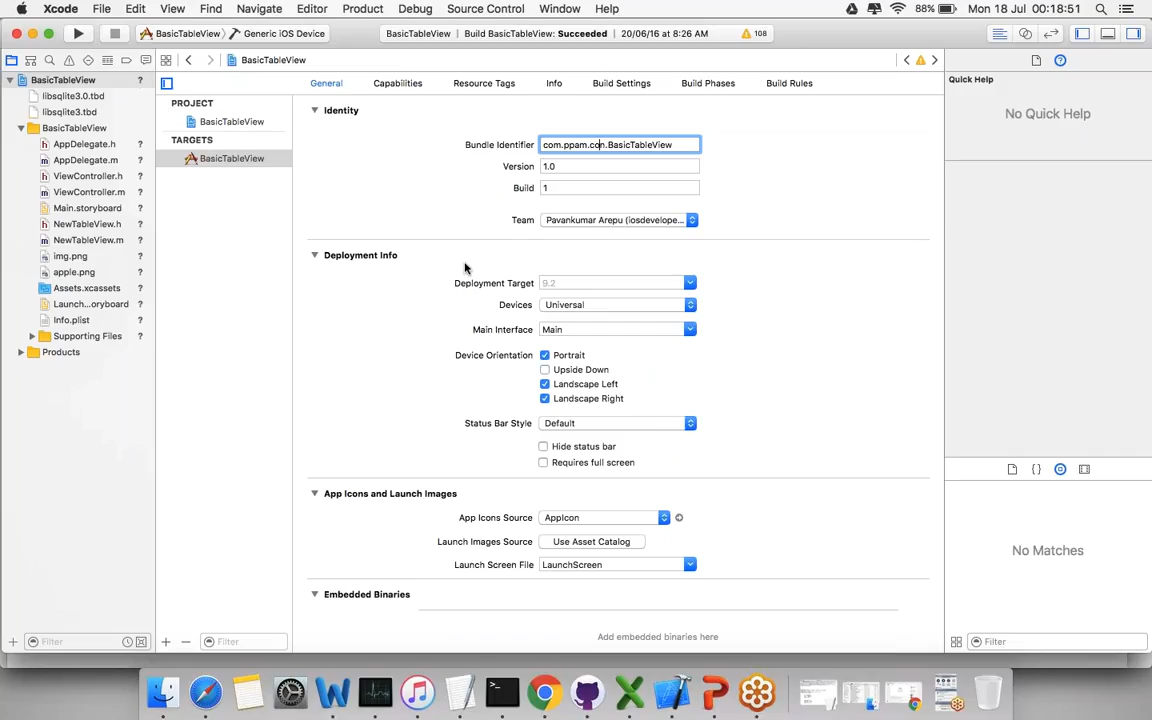 Xcode File Edit View Find Navigate Editor Product Debug Source Control Window Help 88% Mon 18 Jul 00:18:51
BasicTableView Generic iOS Device BasicTableView | Build BasicTableView: Succeeded 20/06/16 at 8:26 AM 108
BasicTableView ?
libsqlite3.0.tbd
libsqlite3.tbd
BasicTableView ?
AppDelegate.h ?
AppDelegate.m ?
ViewController.h ?
ViewController.m ?
Main.storyboard ?
NewTableView.h ?
NewTableView.m ?
img.png ?
apple.png ?
Assets.xcassets ?
Launch...oryboard ?
Info.plist ?
Supporting Files ?
Products
Filter
BasicTableView
General Capabilities Resource Tags Info Build Settings Build Phases Build Rules
PROJECT
BasicTableView
TARGETS
BasicTableView
Filter
Identity
Bundle Identifier com.ppam.con.BasicTableView
Version 1.0
Build 1
Team Pavankumar Arepu (iosdevelope...
Deployment Info
Deployment Target 9.2
Devices Universal
Main Interface Main
Device Orientation Portrait
Upside Down
Landscape Left
Landscape Right
Status Bar Style Default
Hide status bar
Requires full screen
App Icons and Launch Images
App Icons Source AppIcon
Launch Images Source Use Asset Catalog
Launch Screen File LaunchScreen
Embedded Binaries
Add embedded binaries here
Quick Help
No Quick Help
No Matches
Filter